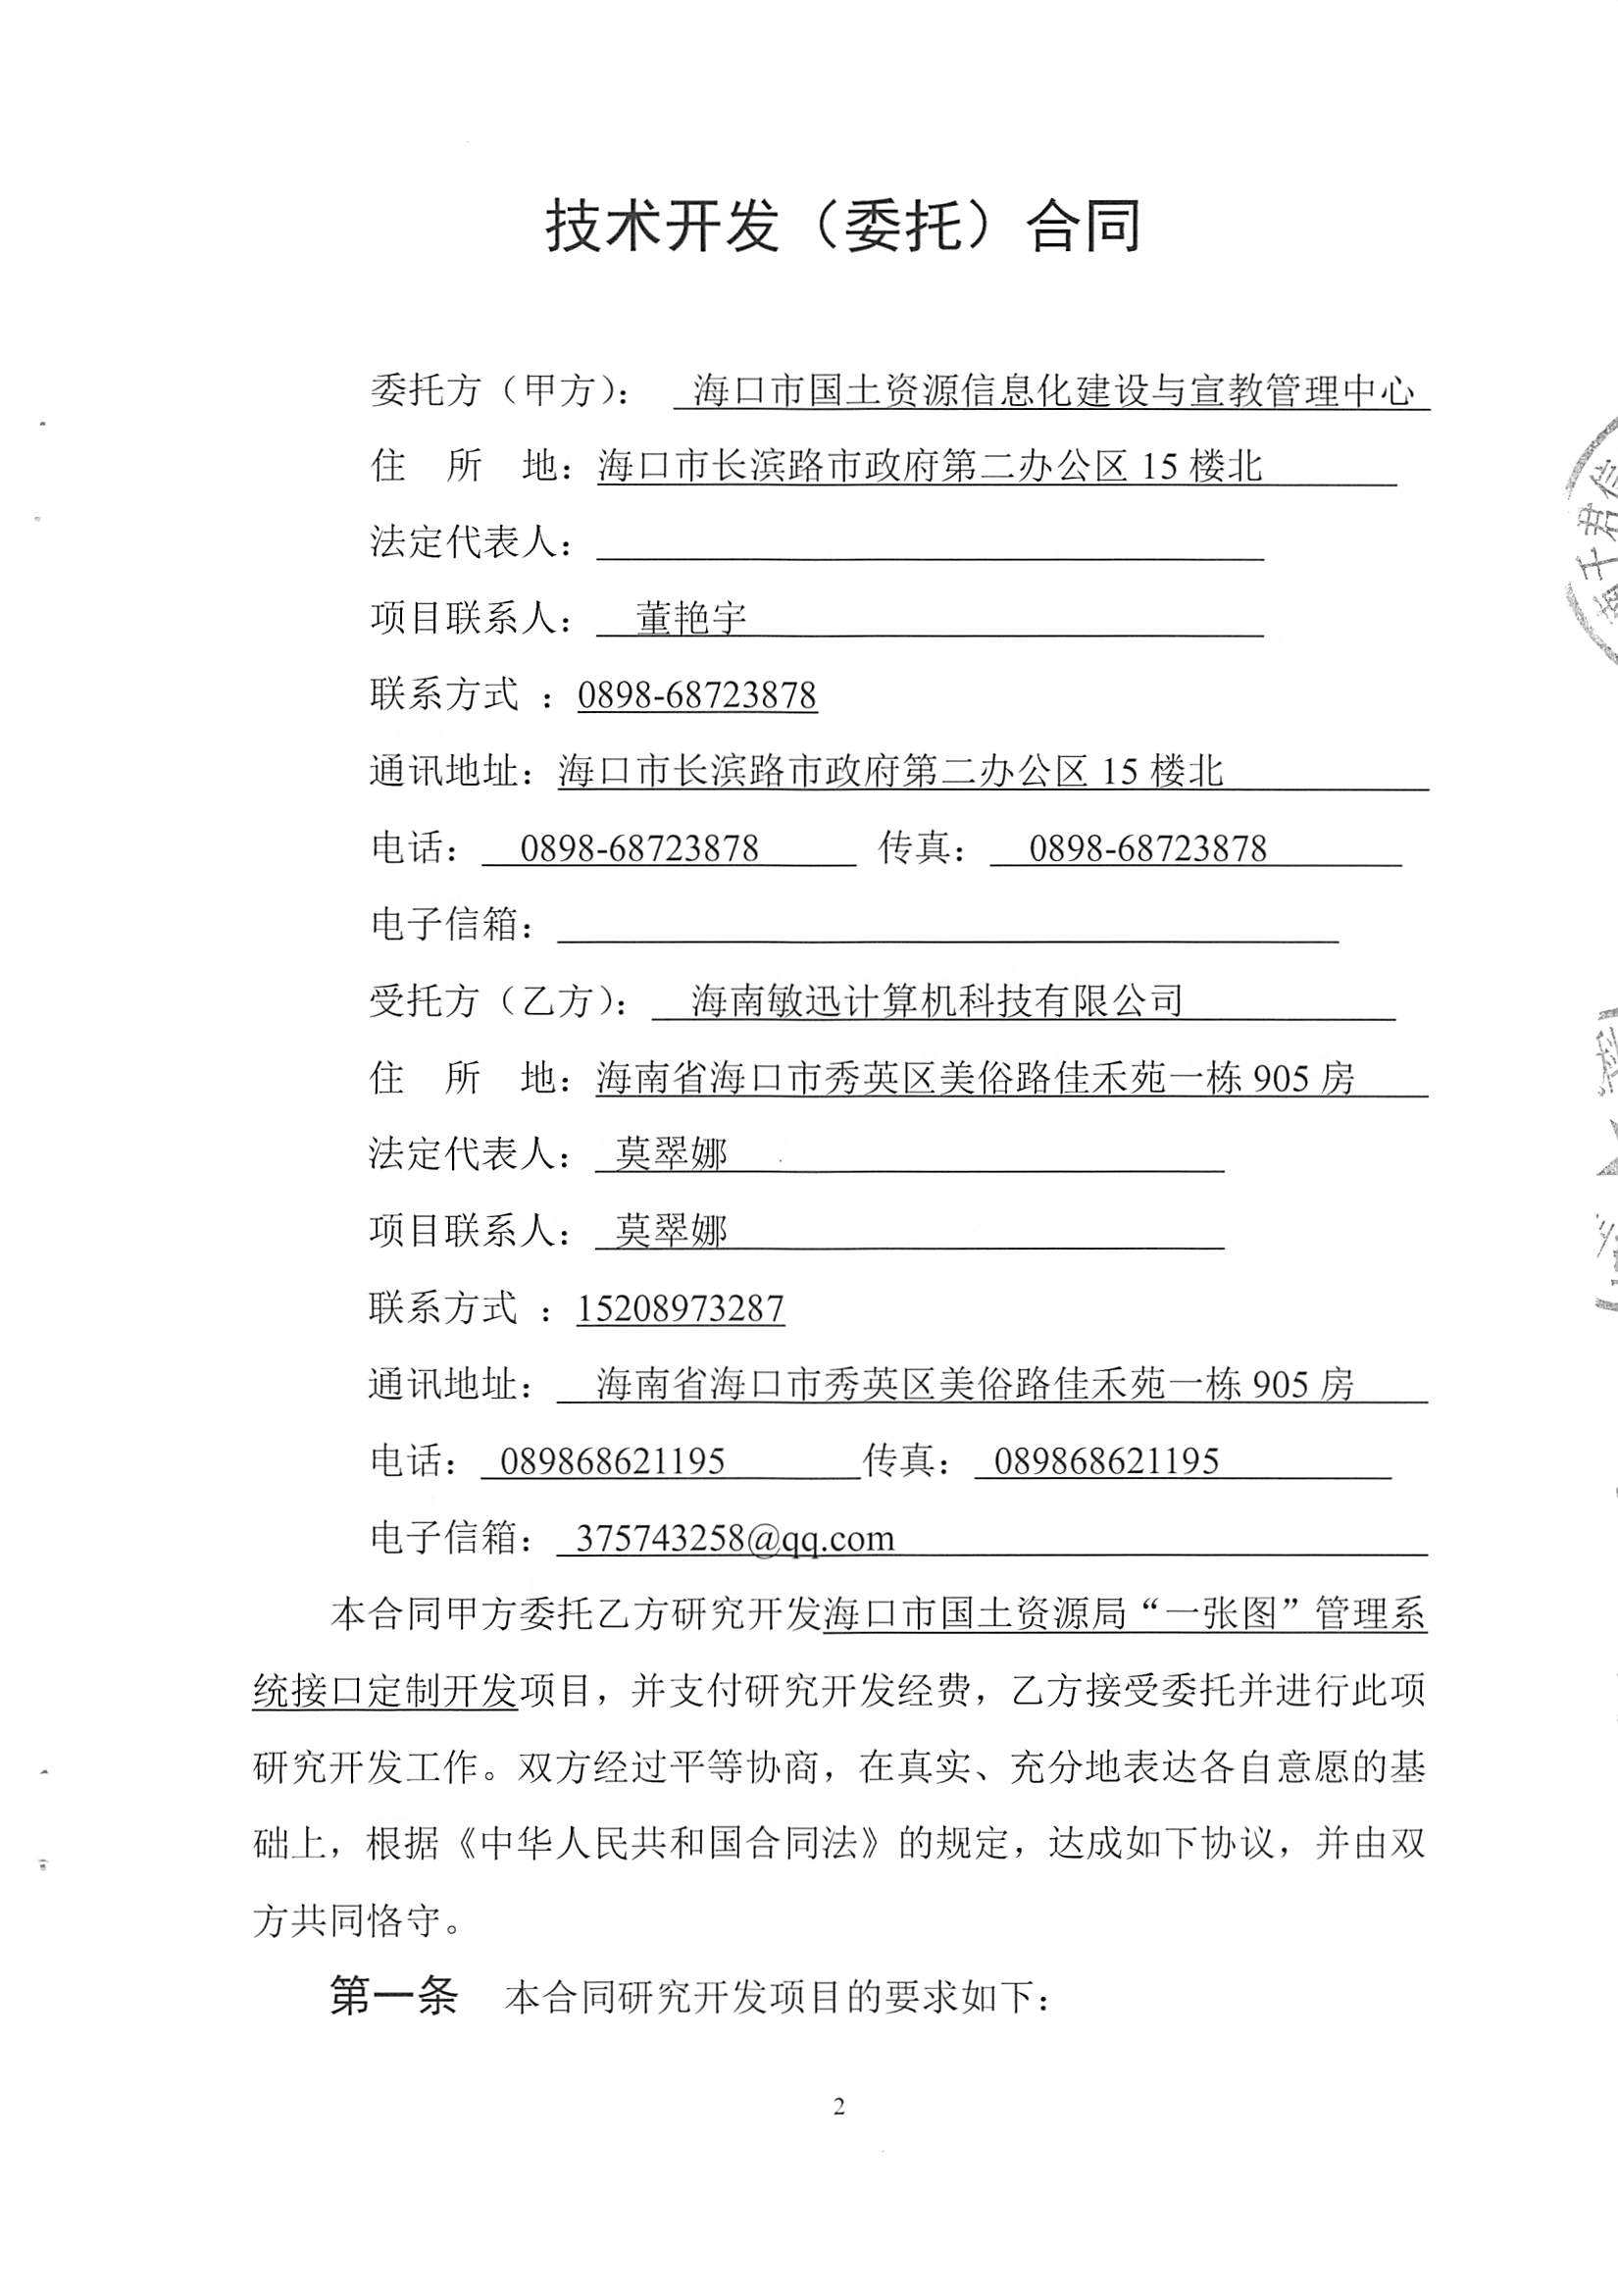 技术开发（委托）合同
委托方（甲方）： 海口市国土资源信息化建设与宣教管理中心
住 所 地：海口市长滨路市政府第二办公区 15 楼北
法定代表人：
项目联系人： 董艳宇
联系方式 ：0898-68723878
通讯地址：海口市长滨路市政府第二办公区 15 楼北
电话： 0898-68723878 传真： 0898-68723878
电子信箱：
受托方（乙方）： 海南敏迅计算机科技有限公司
住 所 地：海南省海口市秀英区美俗路佳禾苑一栋 905 房
法定代表人： 莫翠娜
项目联系人： 莫翠娜
联系方式 ：15208973287
通讯地址： 海南省海口市秀英区美俗路佳禾苑一栋 905 房
电话： 089868621195 传真： 089868621195
电子信箱： 375743258@qq.com
本合同甲方委托乙方研究开发海口市国土资源局“一张图”管理系
统接口定制开发项目，并支付研究开发经费，乙方接受委托并进行此项
研究开发工作。双方经过平等协商，在真实、充分地表达各自意愿的基
础上，根据《中华人民共和国合同法》的规定，达成如下协议，并由双
方共同恪守。
第一条 本合同研究开发项目的要求如下：
2